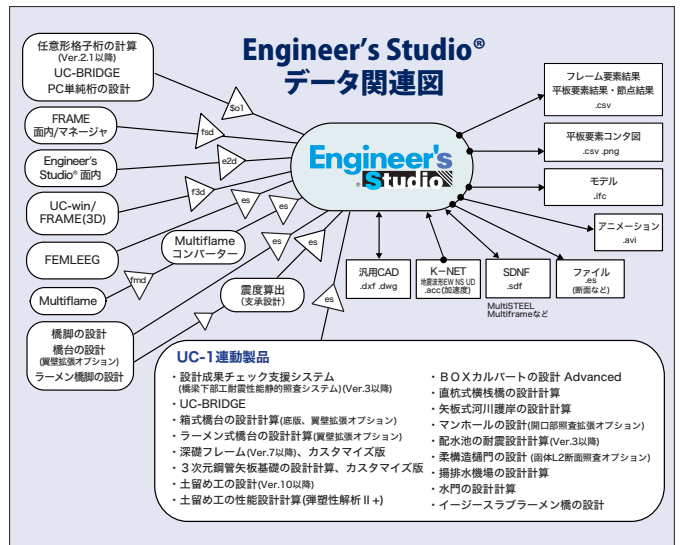 Engineer's Studio®
データ関連図
任意形格子桁の計算
(Ver.2.1以降)
UC-BRIDGE
PC単純桁の設計
$o1
FRAME
面内/マネージャ
fsd
Engineer's
Studio® 面内
e2d
UC-win/
FRAME(3D)
f3d
FEMLEEG
es
Multiflame
fmd
Multiflame
コンバーター
es
橋脚の設計
橋台の設計
(翼壁拡張オプション)
ラーメン橋脚の設計
es
震度算出
(支承設計)
es
es
Engineer's
® Studio
フレーム要素結果
平板要素結果・節点結果
.csv
平板要素コンタ図
.csv .png
モデル
.ifc
アニメーション
.avi
汎用CAD
.dxf .dwg
K−NET
地震波形EW NS UD
.acc(加速度)
SDNF
.sdf
MultiSTEEL
Multiframeなど
ファイル
.es
(断面など)
UC-1連動製品
・設計成果チェック支援システム
(橋梁下部工耐震性能静的照査システム)(Ver.3以降)
・UC-BRIDGE
・箱式橋台の設計計算(底版、翼壁拡張オプション)
・ラーメン式橋台の設計計算(翼壁拡張オプション)
・深礎フレーム(Ver.7以降)、カスタマイズ版
・３次元鋼管矢板基礎の設計計算、カスタマイズ版
・土留め工の設計(Ver.10以降)
・土留め工の性能設計計算(弾塑性解析Ⅱ+)
・ＢＯＸカルバートの設計 Advanced
・直杭式横桟橋の設計計算
・矢板式河川護岸の設計計算
・マンホールの設計(開口部照査拡張オプション)
・配水池の耐震設計計算(Ver.3以降)
・柔構造樋門の設計 (函体L2断面照査オプション)
・揚排水機場の設計計算
・水門の設計計算
・イージースラブラーメン橋の設計